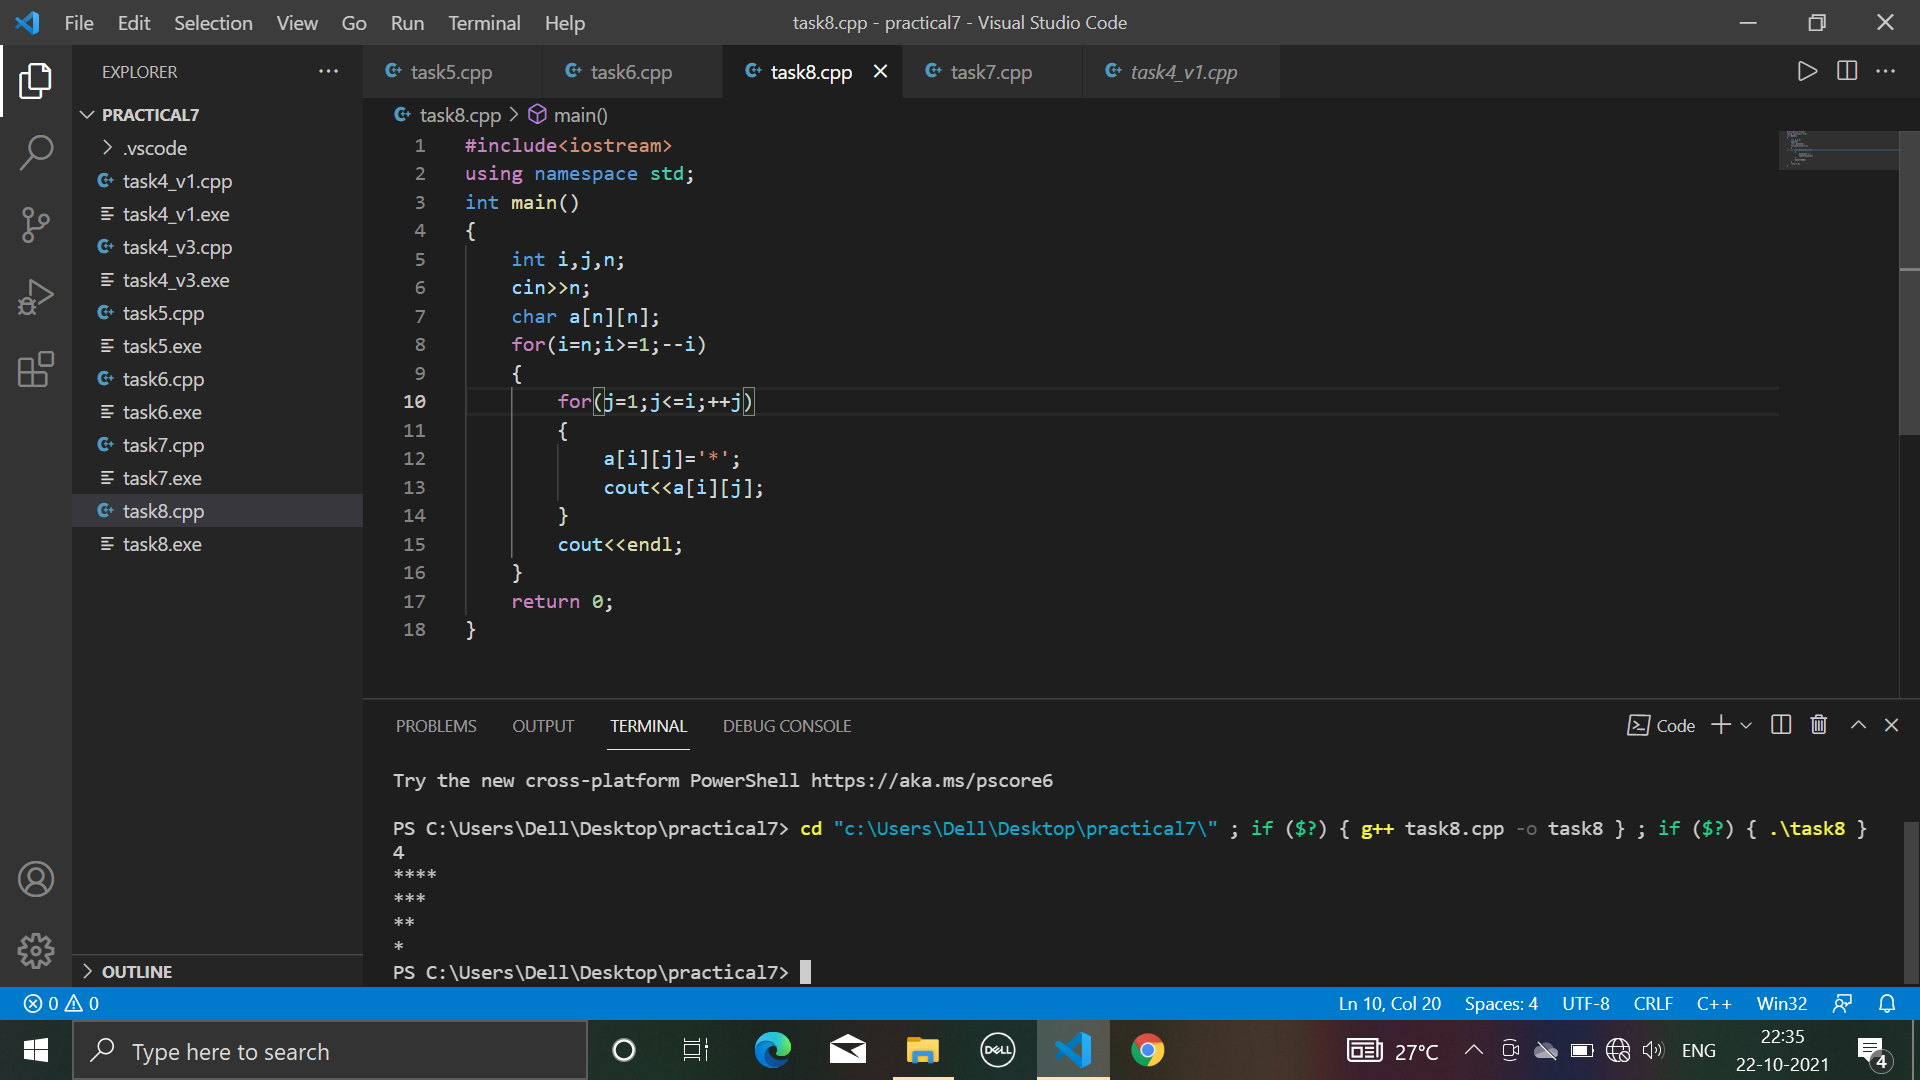 File Edit Selection View Go Run Terminal Help
task8.cpp - practical7 - Visual Studio Code
EXPLORER
PRACTICAL7
.vscode
task4_v1.cpp
task4_v1.exe
task4_v3.cpp
task4_v3.exe
task5.cpp
task5.exe
task6.cpp
task6.exe
task7.cpp
task7.exe
task8.cpp
task8.exe
OUTLINE
task5.cpp task6.cpp task8.cpp task7.cpp task4_v1.cpp
task8.cpp > main()
1 #include<iostream>
2 using namespace std;
3 int main()
4 {
5 int i,j,n;
6 cin>>n;
7 char a[n][n];
8 for(i=n;i>=1;--i)
9 {
10 for(j=1;j<=i;++j)
11 {
12 a[i][j]='*';
13 cout<<a[i][j];
14 }
15 cout<<endl;
16 }
17 return 0;
18 }
PROBLEMS OUTPUT TERMINAL DEBUG CONSOLE
Code
Try the new cross-platform PowerShell https://aka.ms/pscore6
PS C:\Users\Dell\Desktop\practical7> cd "c:\Users\Dell\Desktop\practical7\" ; if ($?) { g++ task8.cpp -o task8 } ; if ($?) { .\task8 }
4
****
***
**
*
PS C:\Users\Dell\Desktop\practical7>
0 0
Ln 10, Col 20 Spaces: 4 UTF-8 CRLF C++ Win32
Type here to search
DELL
27°C
ENG
22:35
22-10-2021
4